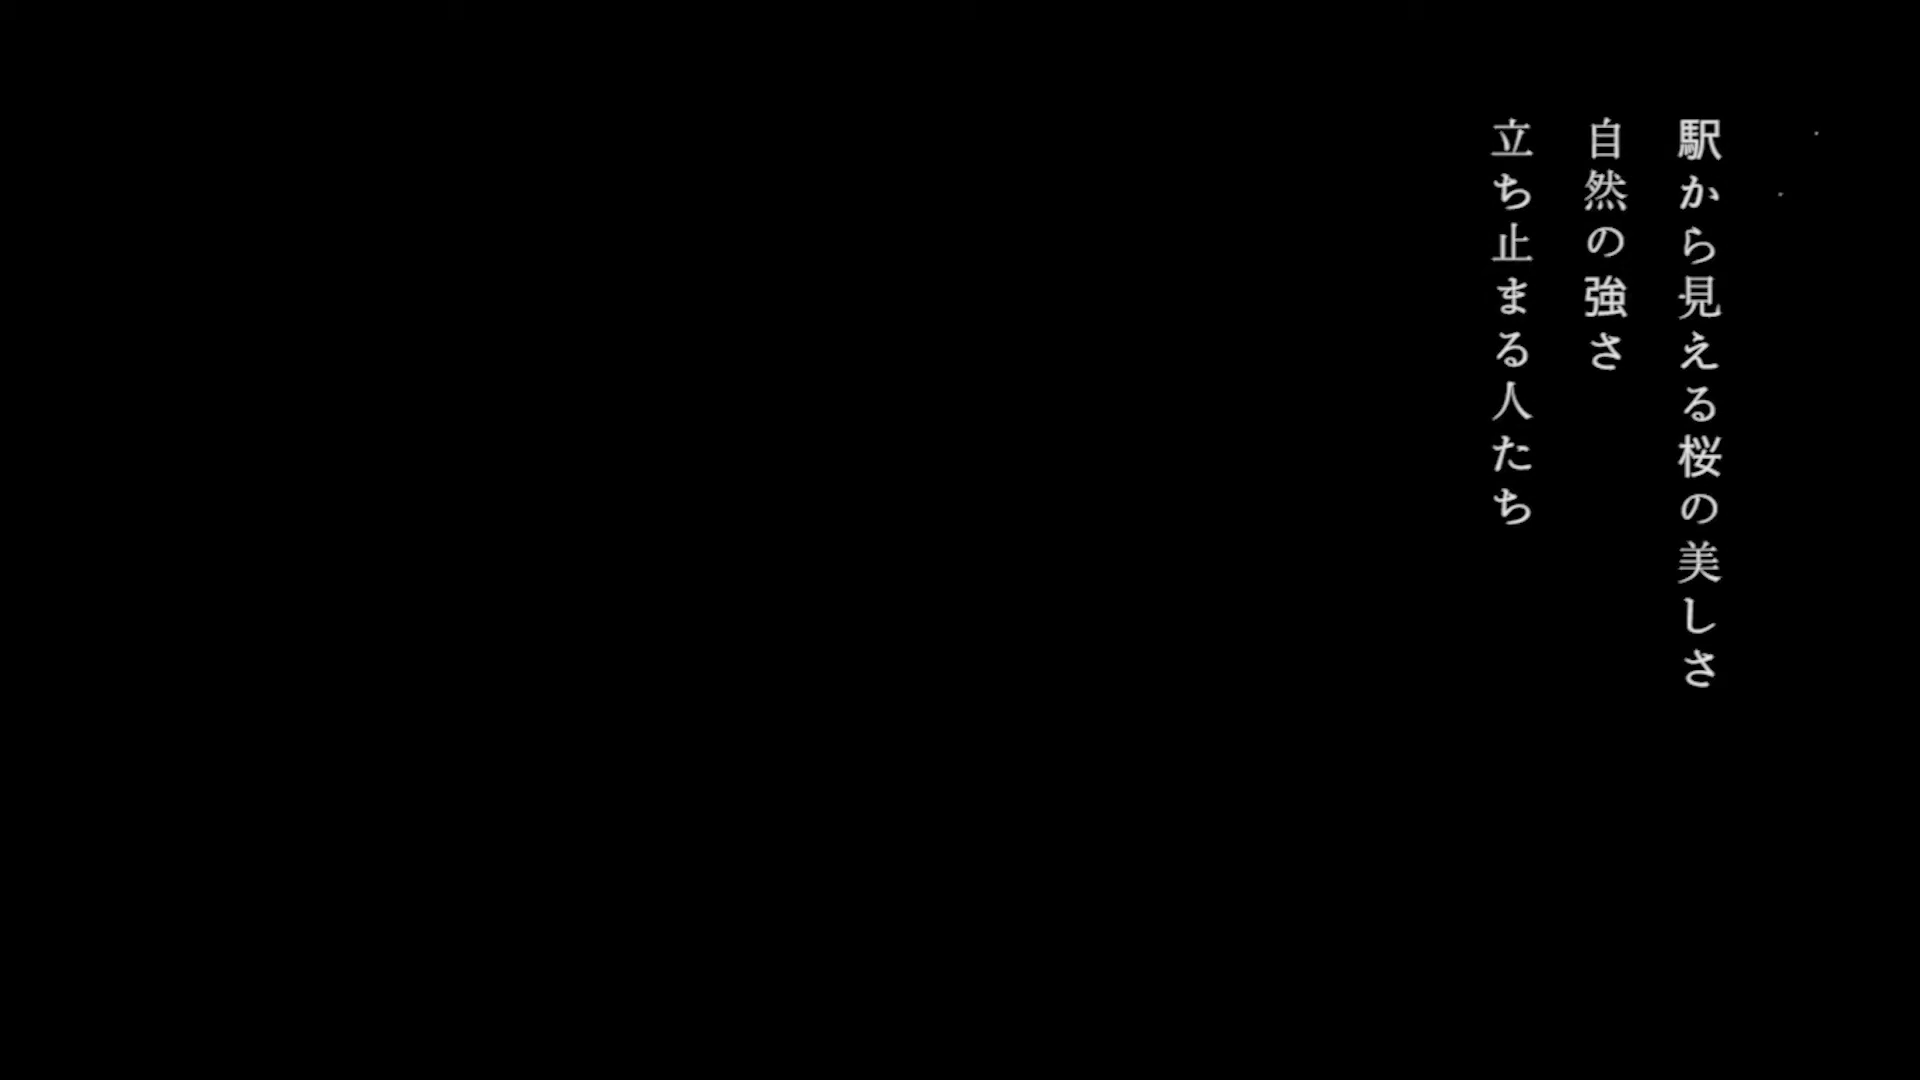 駅から見える桜の美しさ
自然の強さ
立ち止まる人たち